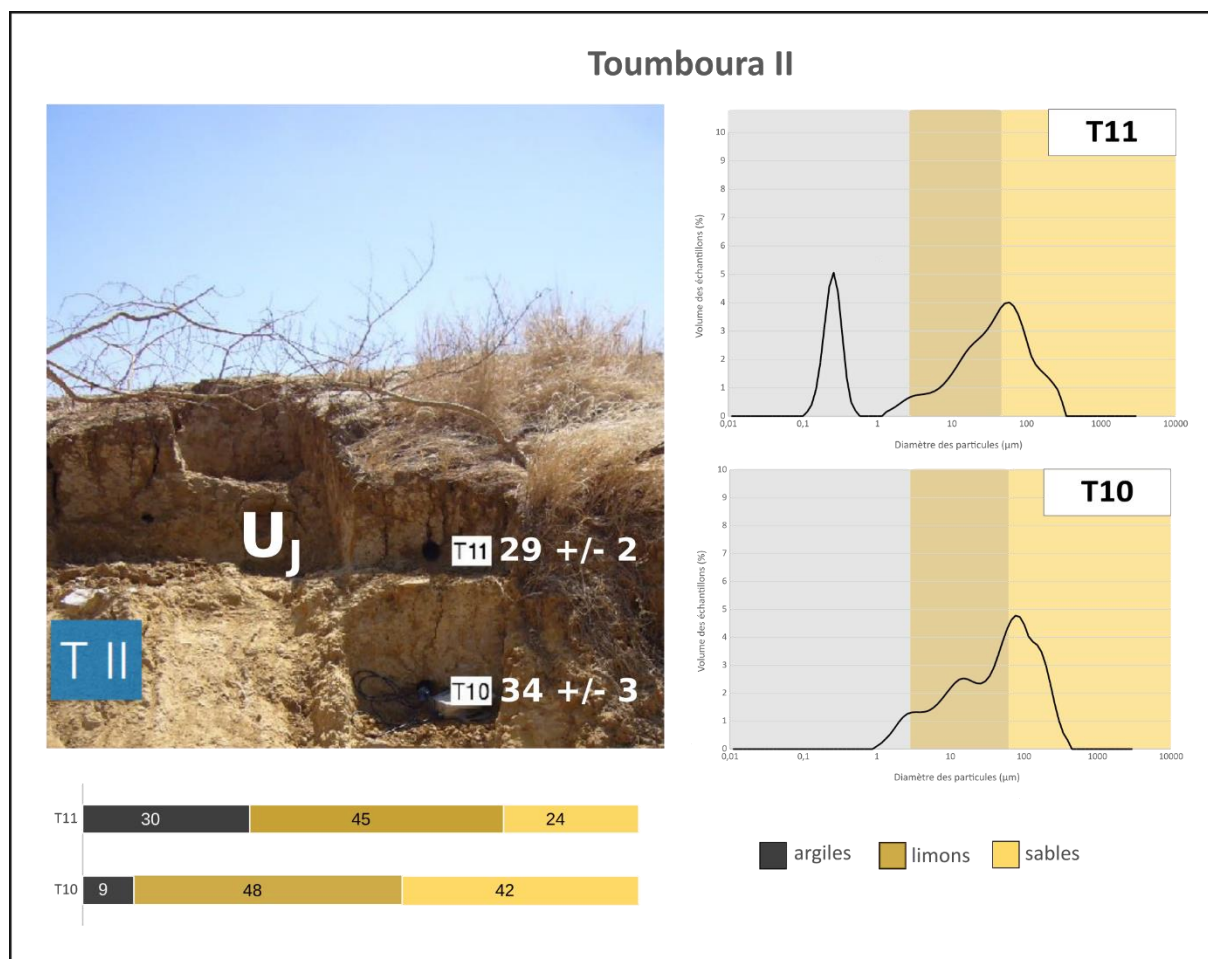 Toumboura II
U J
T11 29 +/- 2
T II
T10 34 +/- 3
T11
Volume des échantillons (%)
10
9
8
7
6
5
4
3
2
1
0
0,01 0,1 1 10 100 1000 10000
Diamètre des particules (µm)
T10
Volume des échantillons (%)
10
9
8
7
6
5
4
3
2
1
0
0,01 0,1 1 10 100 1000 10000
Diamètre des particules (µm)
T11 30 45 24
T10 9 48 42
argiles limons sables